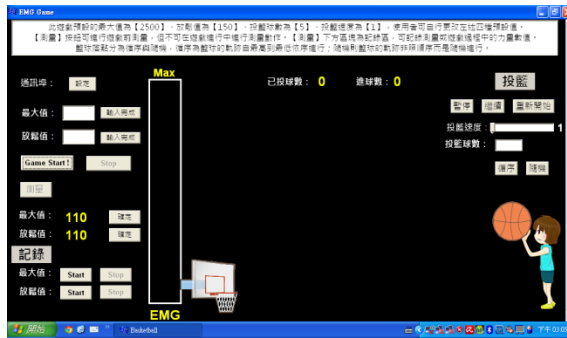 EMG Game
此遊戲預設的最大值為【2500】，放鬆值為【150】，投籃球數為【5】，投籃速度為【1】，使用者可自行更改在此四種預設值。
【測量】按鈕可進行遊戲前測量，但不可在遊戲進行中進行測量動作。【測量】下方區塊為記錄區，可記錄測量或遊戲過程中的力量數值。
籃球落點分為循序與隨機，循序為籃球的軌跡自最高到最低依序進行；隨機則籃球的軌跡非照順序而是隨機進行。
Max
通訊埠： 設定
已投球數： 0 進球數： 0
投籃
暫停 繼續 重新開始
最大值： 輸入完成
放鬆值： 輸入完成
投籃速度： 1
投籃球數：
Game Start! Stop
循序 隨機
測量
最大值： 110 確定
放鬆值： 110 確定
記錄
最大值： Start Stop
放鬆值： Start Stop
EMG
開始
Basketball
下午 03:05